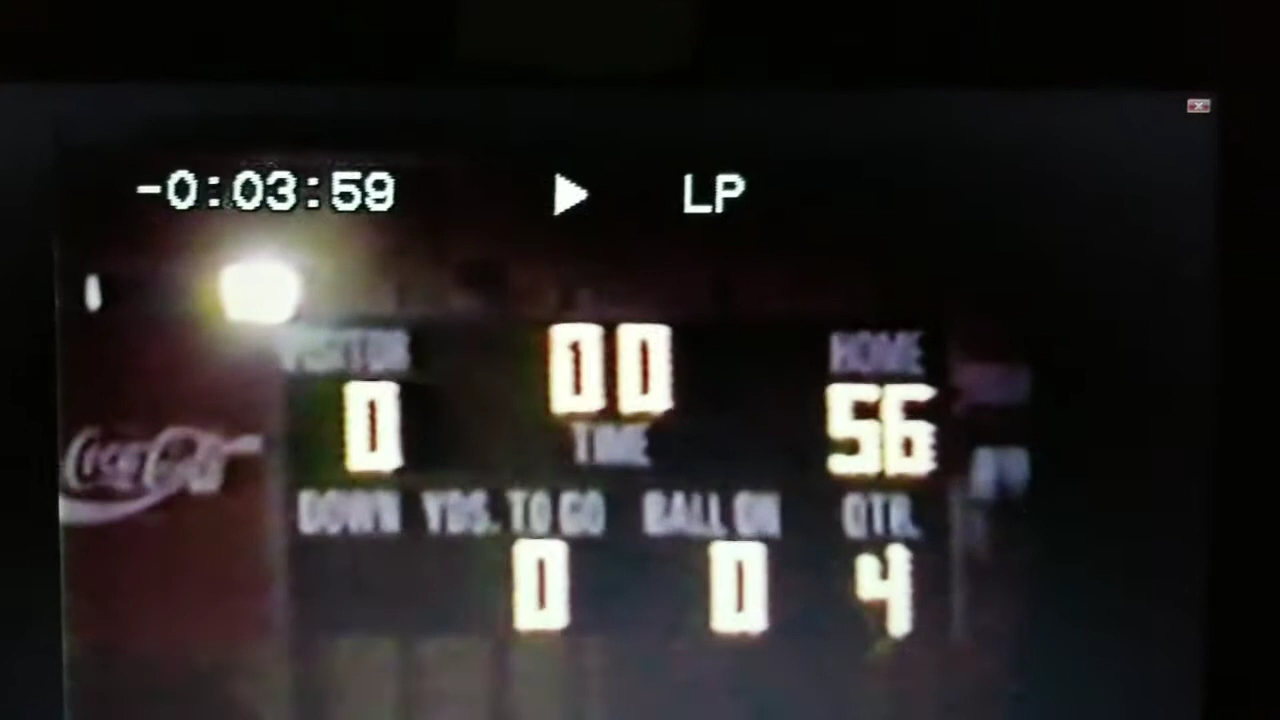 -0:03:59 ▶ LP
VISITOR 00 HOME
0 TIME 56
Coca-Cola
DOWN YDS. TO GO BALL ON QTR.
0 0 4